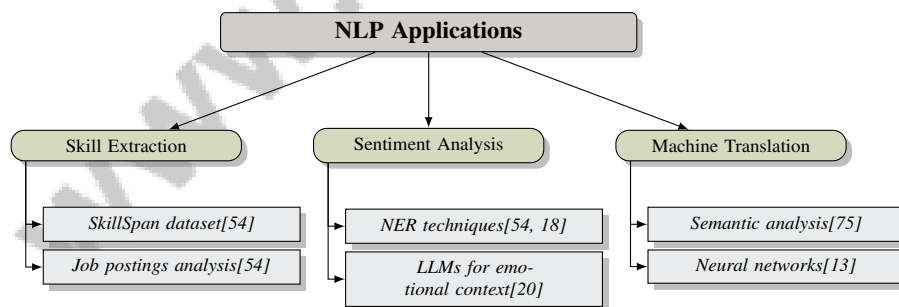 NLP Applications
Skill Extraction
Sentiment Analysis
Machine Translation
SkillSpan dataset[54]
Job postings analysis[54]
NER techniques[54, 18]
LLMs for emo-
tional context[20]
Semantic analysis[75]
Neural networks[13]
www.